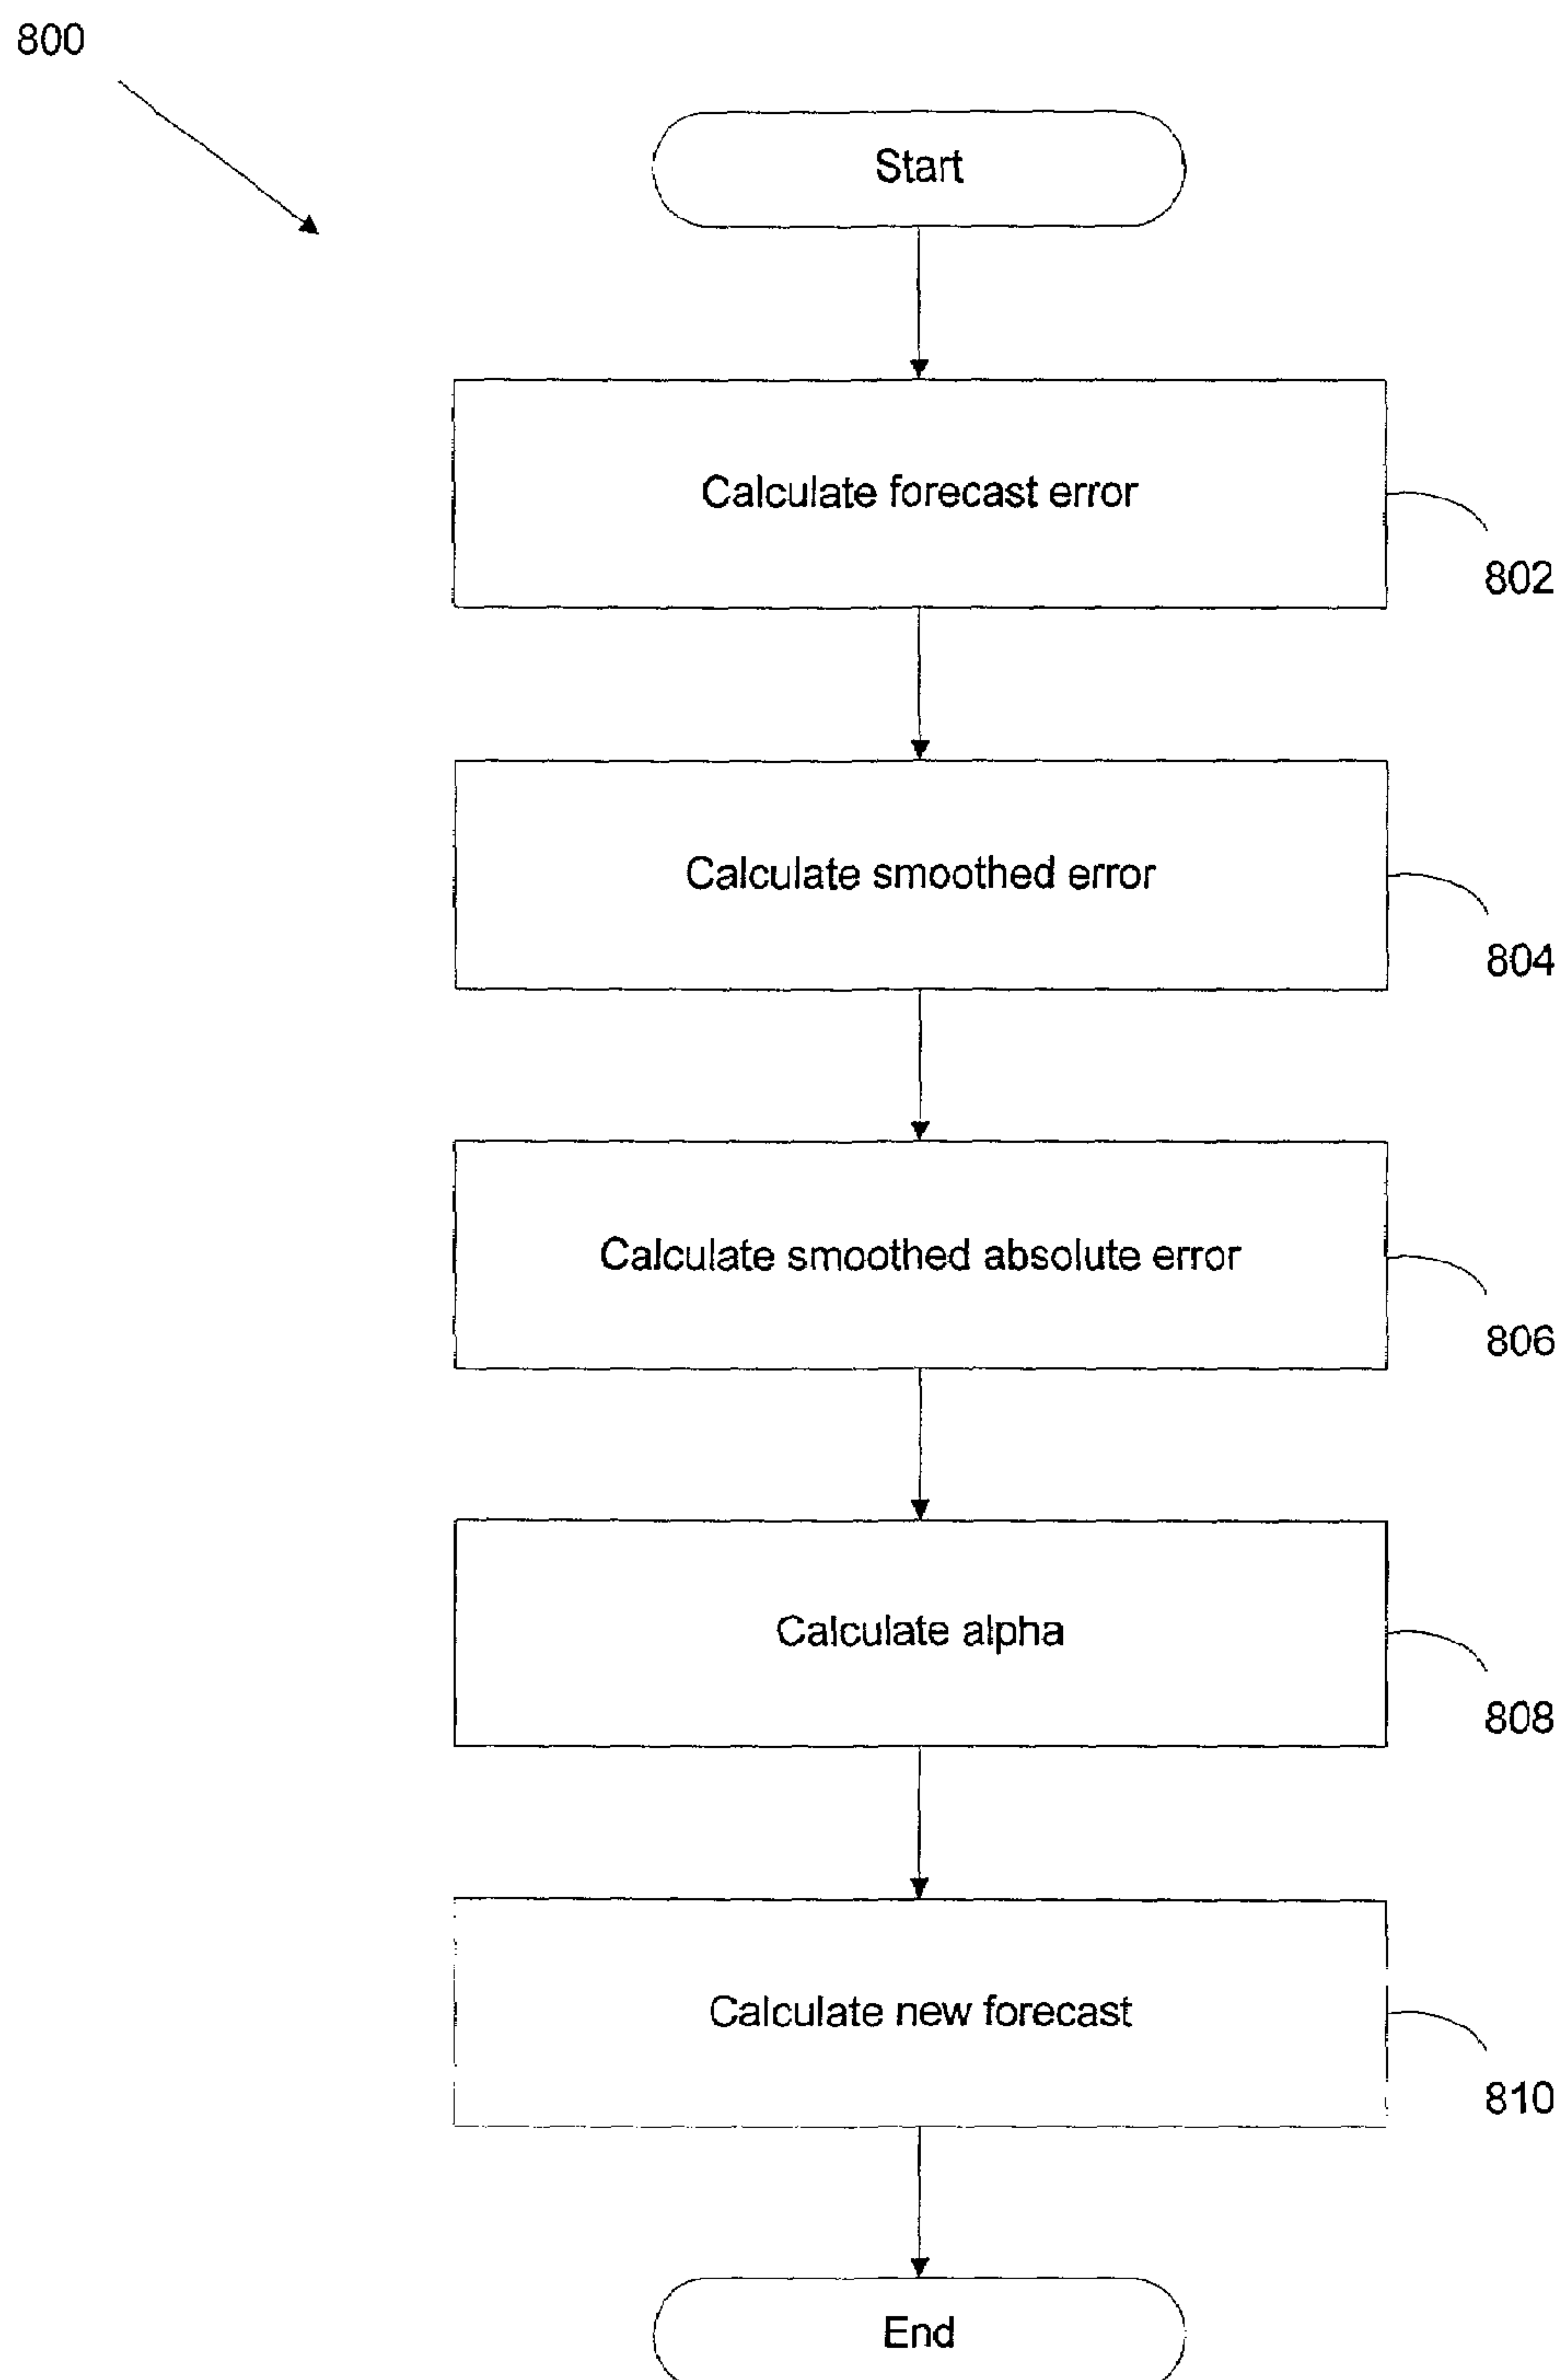 800
Start
Calculate forecast error
802
Calculate smoothed error
804
Calculate smoothed absolute error
806
Calculate alpha
808
Calculate new forecast
810
End